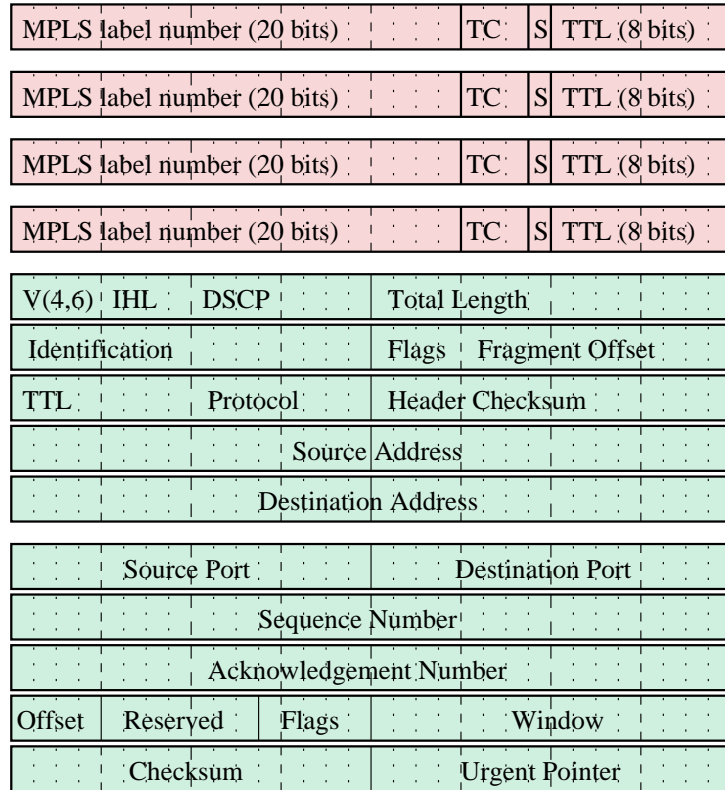 MPLS label number (20 bits) TC S TTL (8 bits)
MPLS label number (20 bits) TC S TTL (8 bits)
MPLS label number (20 bits) TC S TTL (8 bits)
MPLS label number (20 bits) TC S TTL (8 bits)
V(4,6) IHL DSCP Total Length
Identification Flags Fragment Offset
TTL Protocol Header Checksum
Source Address
Destination Address
Source Port Destination Port
Sequence Number
Acknowledgement Number
Offset Reserved Flags Window
Checksum Urgent Pointer